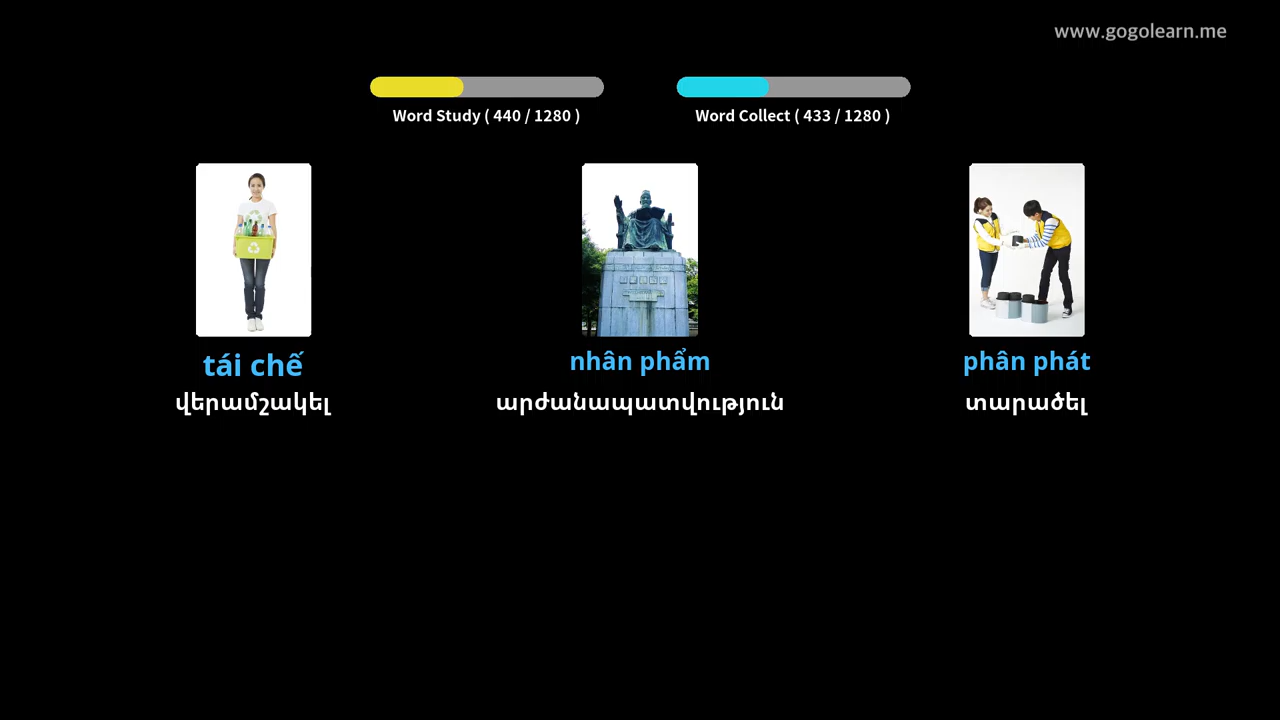 www.gogolearn.me
Word Study ( 440 / 1280 )
Word Collect ( 433 / 1280 )
tái chế
nhân phẩm
phân phát
վերամշակել
արժանապատվություն
տարածել